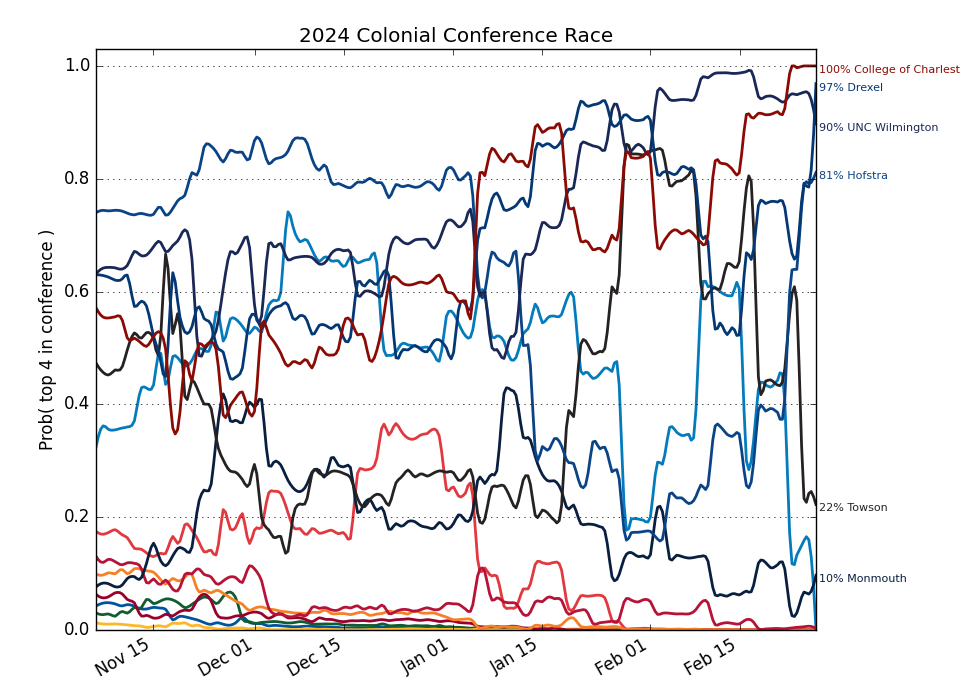 2024 Colonial Conference Race
Prob( top 4 in conference )
1.0
0.8
0.6
0.4
0.2
0.0
Nov 15
Dec 01
Dec 15
Jan 01
Jan 15
Feb 01
Feb 15
100% College of Charlest
97% Drexel
90% UNC Wilmington
81% Hofstra
22% Towson
10% Monmouth